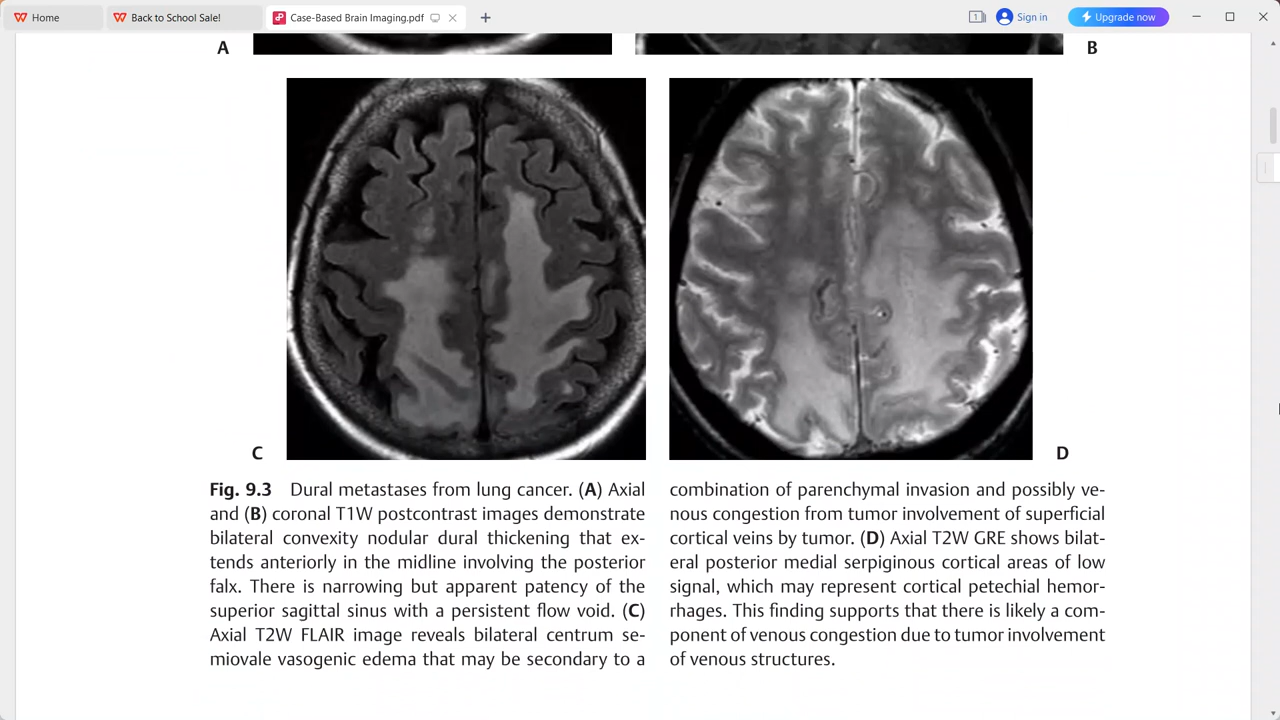 Home
Back to School Sale!
Case-Based Brain Imaging.pdf
1
Sign in
Upgrade now
A
B
C
D
Fig. 9.3 Dural metastases from lung cancer. (A) Axial
and (B) coronal T1W postcontrast images demonstrate
bilateral convexity nodular dural thickening that ex-
tends anteriorly in the midline involving the posterior
falx. There is narrowing but apparent patency of the
superior sagittal sinus with a persistent flow void. (C)
Axial T2W FLAIR image reveals bilateral centrum se-
miovale vasogenic edema that may be secondary to a
combination of parenchymal invasion and possibly ve-
nous congestion from tumor involvement of superficial
cortical veins by tumor. (D) Axial T2W GRE shows bilat-
eral posterior medial serpiginous cortical areas of low
signal, which may represent cortical petechial hemor-
rhages. This finding supports that there is likely a com-
ponent of venous congestion due to tumor involvement
of venous structures.